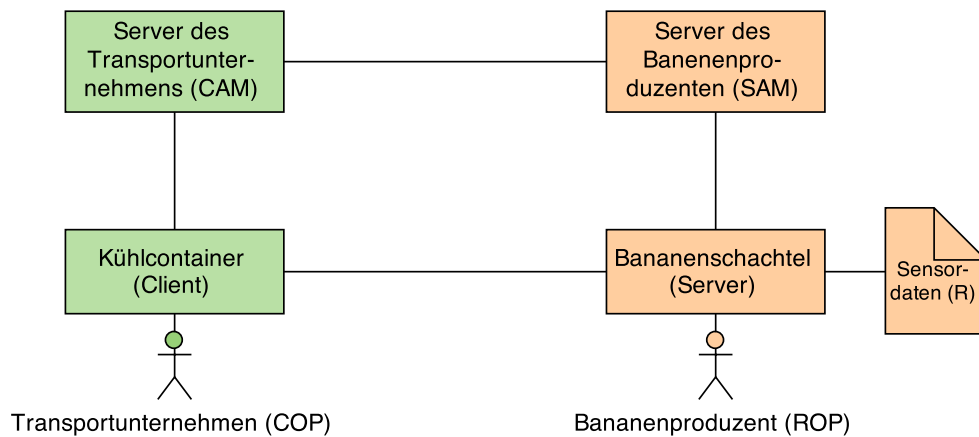 Server des
Transportunter-
nehmens (CAM)
Server des
Banenenpro-
duzenten (SAM)
Kühlcontainer
(Client)
Bananenschachtel
(Server)
Sensor-
daten (R)
Transportunternehmen (COP)
Bananenproduzent (ROP)